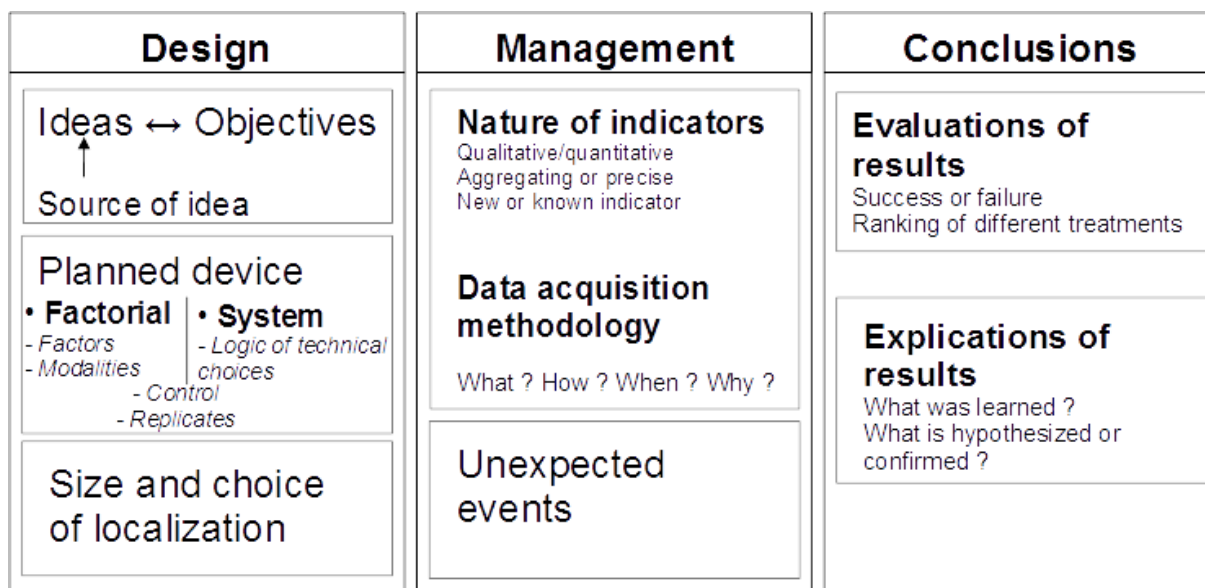 Design
Ideas ↔ Objectives
Source of idea
Planned device
• Factorial
- Factors
- Modalities
• System
- Logic of technical
choices
- Control
- Replicates
Size and choice
of localization
Management
Nature of indicators
Qualitative/quantitative
Aggregating or precise
New or known indicator
Data acquisition
methodology
What ? How ? When ? Why ?
Unexpected
events
Conclusions
Evaluations of
results
Success or failure
Ranking of different treatments
Explications of
results
What was learned ?
What is hypothesized or
confirmed ?